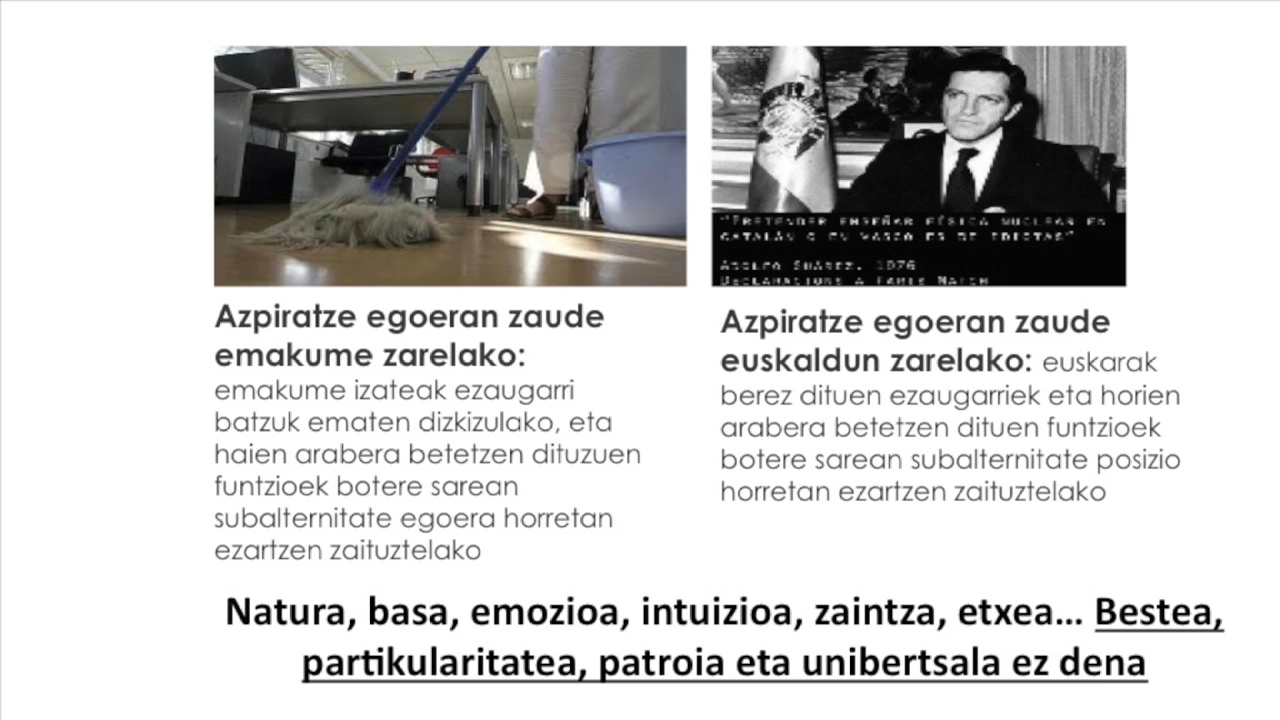 "PRETENDER ENSEÑAR FÍSICA NUCLEAR EN
CATALÁN O EN VASCO ES DE IDIOTAS"
ADOLFO SUÁREZ, 1976
DECLARACIONS A PARIS MATCH
Azpiratze egoeran zaude
emakume zarelako:
emakume izateak ezaugarri
batzuk ematen dizkizulako, eta
haien arabera betetzen dituzuen
funtzioek botere sarean
subalternitate egoera horretan
ezartzen zaituztelako
Azpiratze egoeran zaude
euskaldun zarelako: euskarak
berez dituen ezaugarriek eta horien
arabera betetzen dituen funtzioek
botere sarean subalternitate posizio
horretan ezartzen zaituztelako
Natura, basa, emozioa, intuizioa, zaintza, etxea... Bestea,
partikularitatea, patroia eta unibertsala ez dena